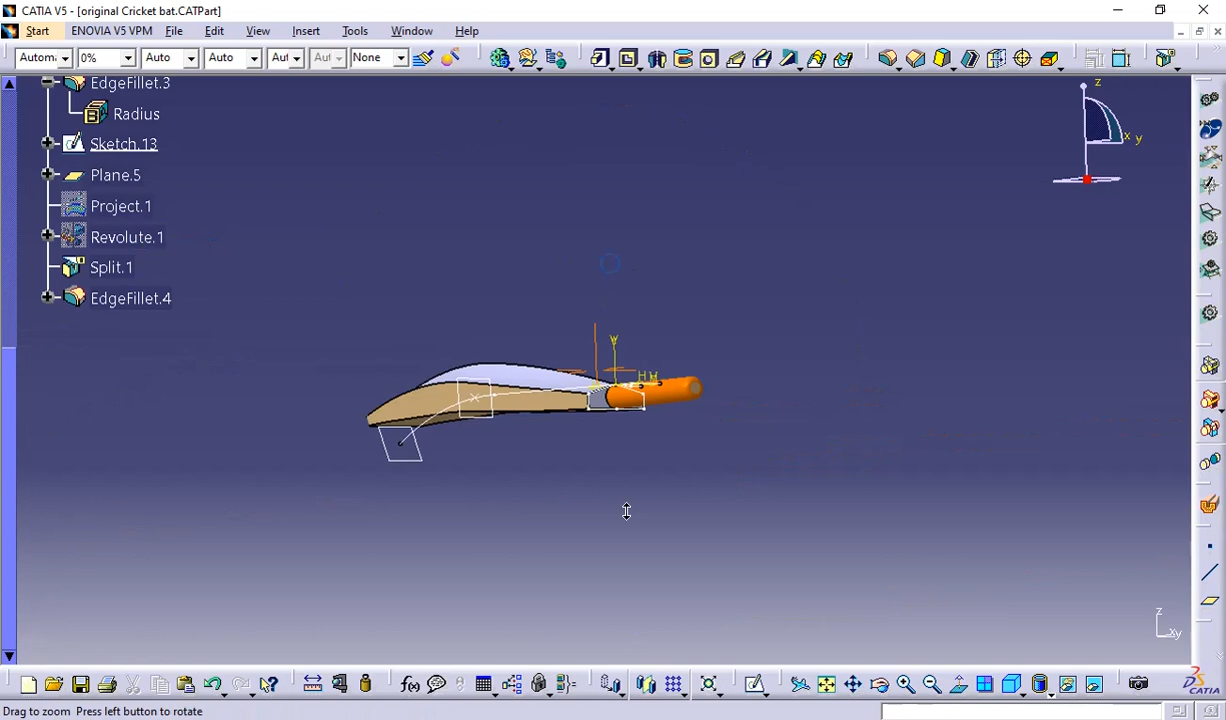 CATIA V5 - [original Cricket bat.CATPart]
Start ENOVIA V5 VPM File Edit View Insert Tools Window Help
Autom 0% Auto Auto Aut Aut None
EdgeFillet.3
Radius
Sketch.13
Plane.5
Project.1
Revolute.1
Split.1
EdgeFillet.4
z
x y
V
H
z
xy
f(x)
CATIA
Drag to zoom Press left button to rotate